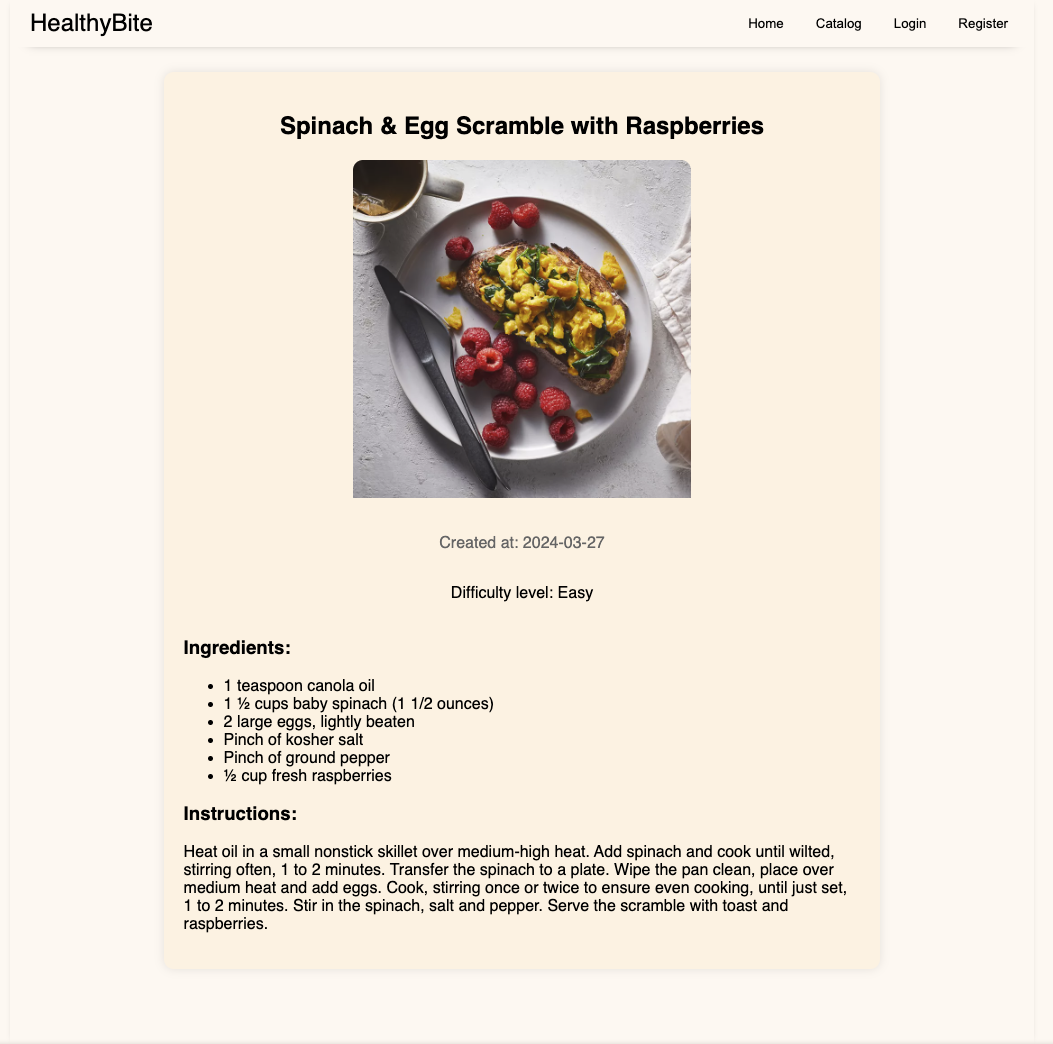 HealthyBite
Home Catalog Login Register
Spinach & Egg Scramble with Raspberries
Created at: 2024-03-27
Difficulty level: Easy
Ingredients:
• 1 teaspoon canola oil
• 1 ½ cups baby spinach (1 1/2 ounces)
• 2 large eggs, lightly beaten
• Pinch of kosher salt
• Pinch of ground pepper
• ½ cup fresh raspberries
Instructions:
Heat oil in a small nonstick skillet over medium-high heat. Add spinach and cook until wilted,
stirring often, 1 to 2 minutes. Transfer the spinach to a plate. Wipe the pan clean, place over
medium heat and add eggs. Cook, stirring once or twice to ensure even cooking, until just set,
1 to 2 minutes. Stir in the spinach, salt and pepper. Serve the scramble with toast and
raspberries.